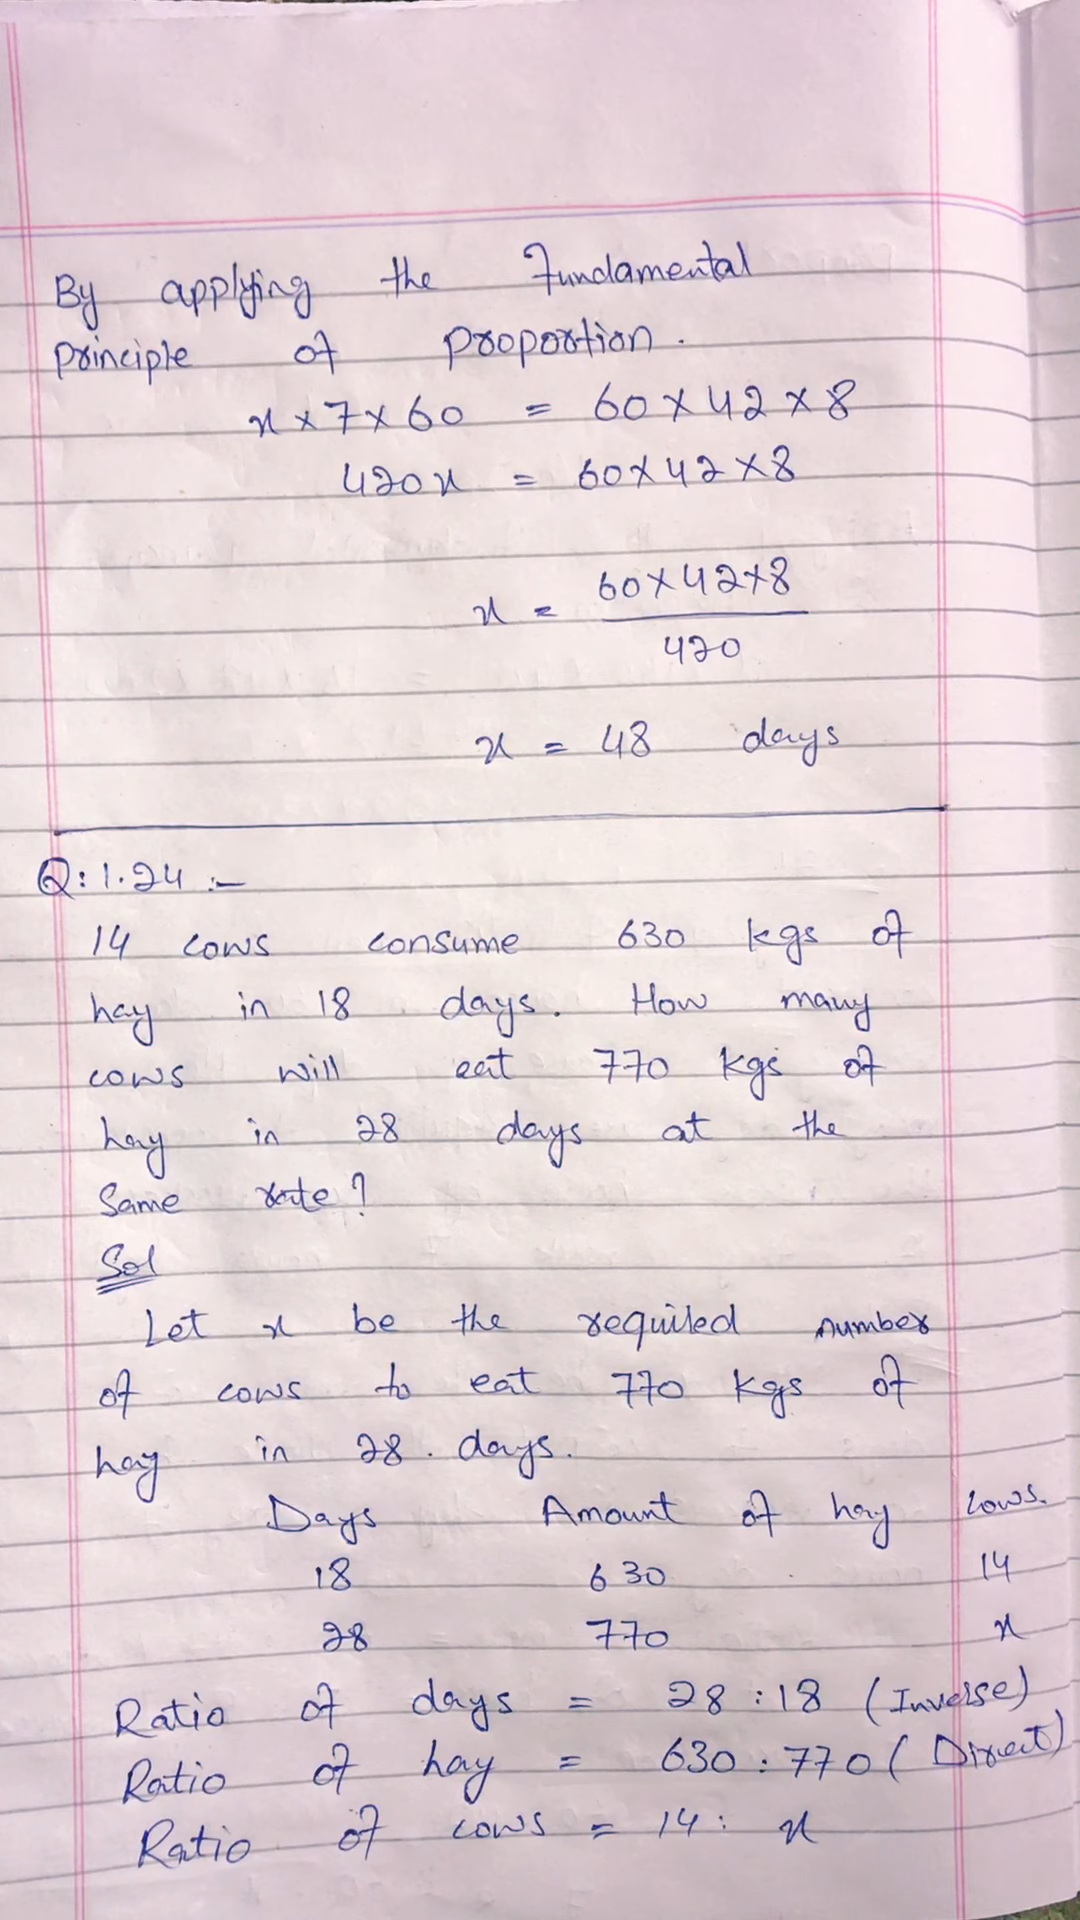 By applying the Fundamental
principle of proportion.
x × 7 × 60 = 60 × 42 × 8
420x = 60 × 42 × 8
x = 60×42×8 / 420
x = 48 days
Q: 1.24 :-
14 cows consume 630 kgs of
hay in 18 days. How many
cows will eat 770 kgs of
hay in 28 days at the
Same rate?
Sol
Let x be the required number
of cows to eat 770 kgs of
hay in 28. days.
Days Amount of hay cows.
18 630 14
28 770 x
Ratio of days = 28 : 18 (Inverse)
Ratio of hay = 630 : 770 (Direct)
Ratio of cows = 14 : x